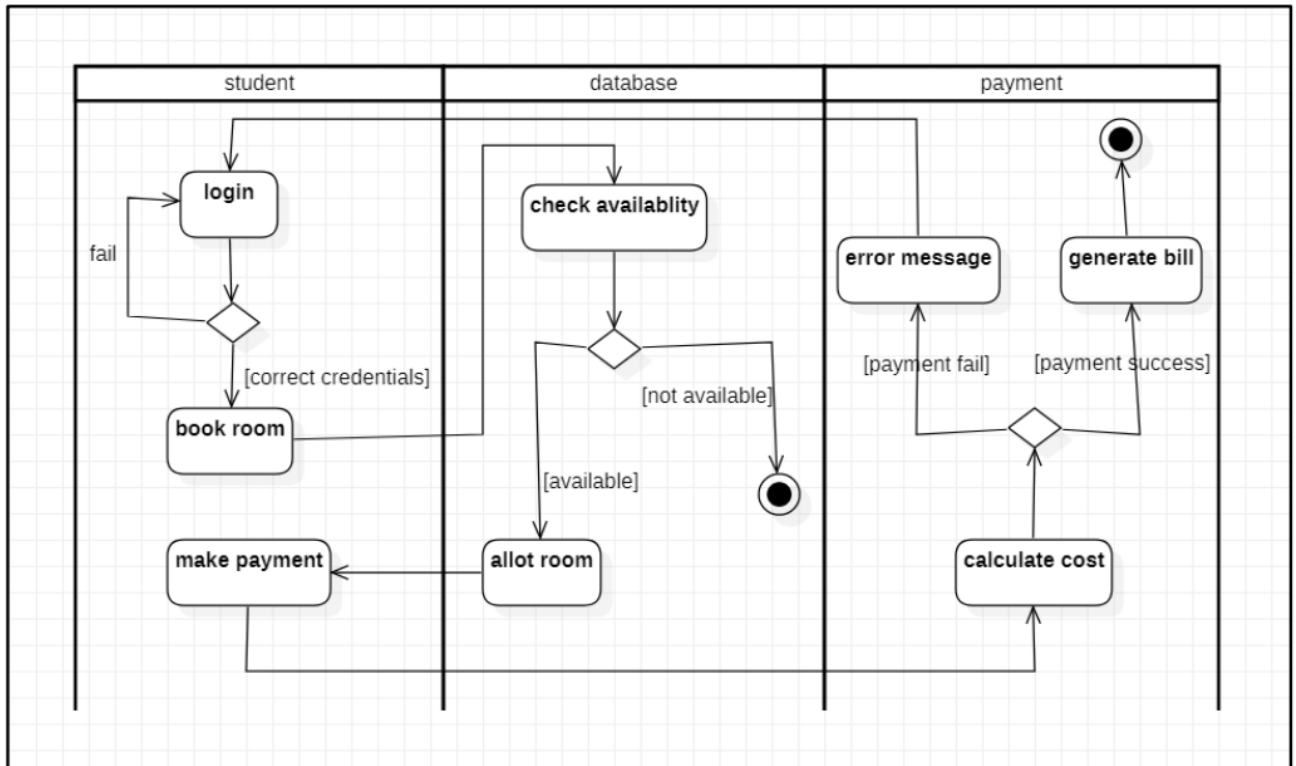 student
database
payment
login
check availablity
fail
error message
generate bill
[correct credentials]
[not available]
[payment fail]
[payment success]
book room
[available]
make payment
allot room
calculate cost